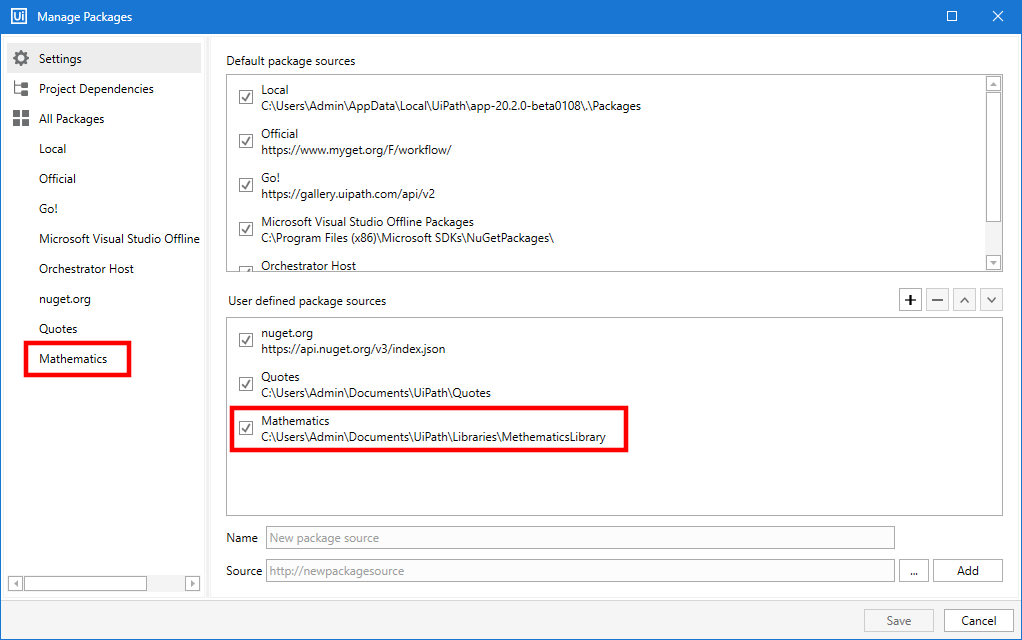 Ui Manage Packages
Settings
Project Dependencies
All Packages
Local
Official
Go!
Microsoft Visual Studio Offline
Orchestrator Host
nuget.org
Quotes
Mathematics
Default package sources
Local
C:\Users\Admin\AppData\Local\UiPath\app-20.2.0-beta0108\.\Packages
Official
https://www.myget.org/F/workflow/
Go!
https://gallery.uipath.com/api/v2
Microsoft Visual Studio Offline Packages
C:\Program Files (x86)\Microsoft SDKs\NuGetPackages\
Orchestrator Host
User defined package sources
nuget.org
https://api.nuget.org/v3/index.json
Quotes
C:\Users\Admin\Documents\UiPath\Quotes
Mathematics
C:\Users\Admin\Documents\UiPath\Libraries\MethematicsLibrary
Name New package source
Source http://newpackagesource ... Add
Save Cancel